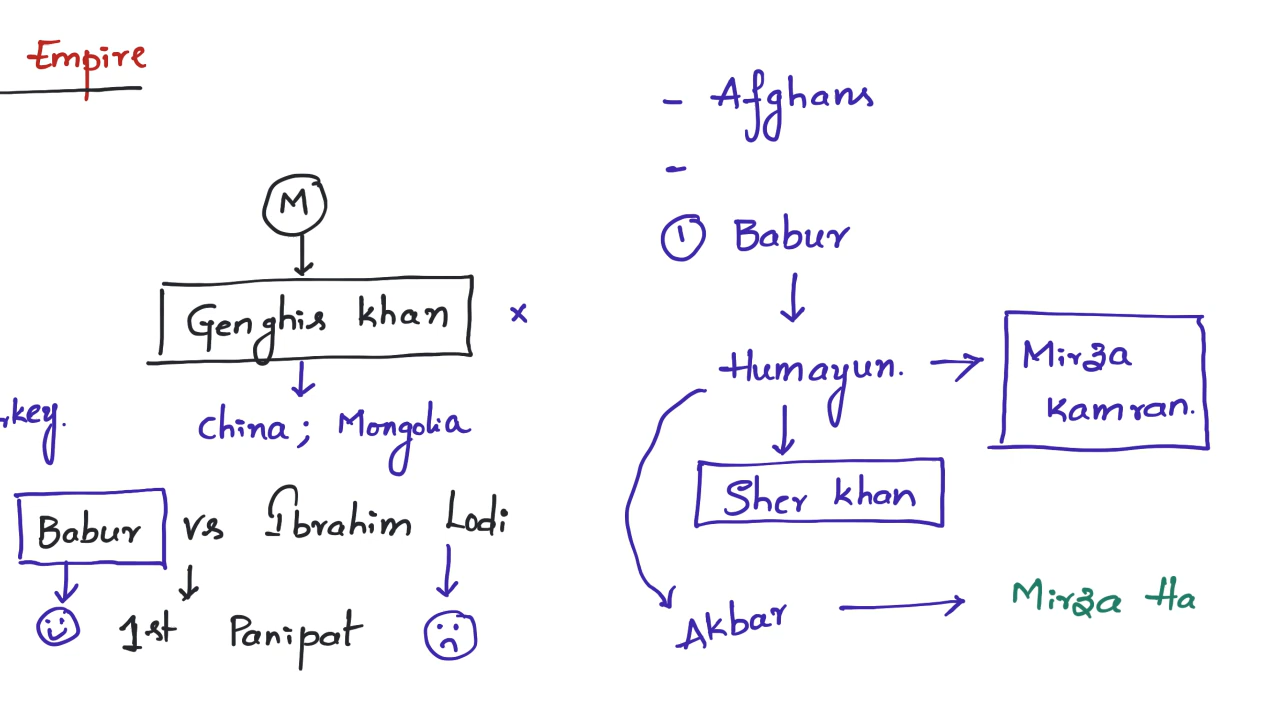 Empire
M
Genghis Khan x
China ; Mongolia
Babur vs Ibrahim Lodi
1st Panipat
- Afghans
-
1 Babur
Humayun. Mirza Kamran.
Sher Khan
Akbar Mirza Ha